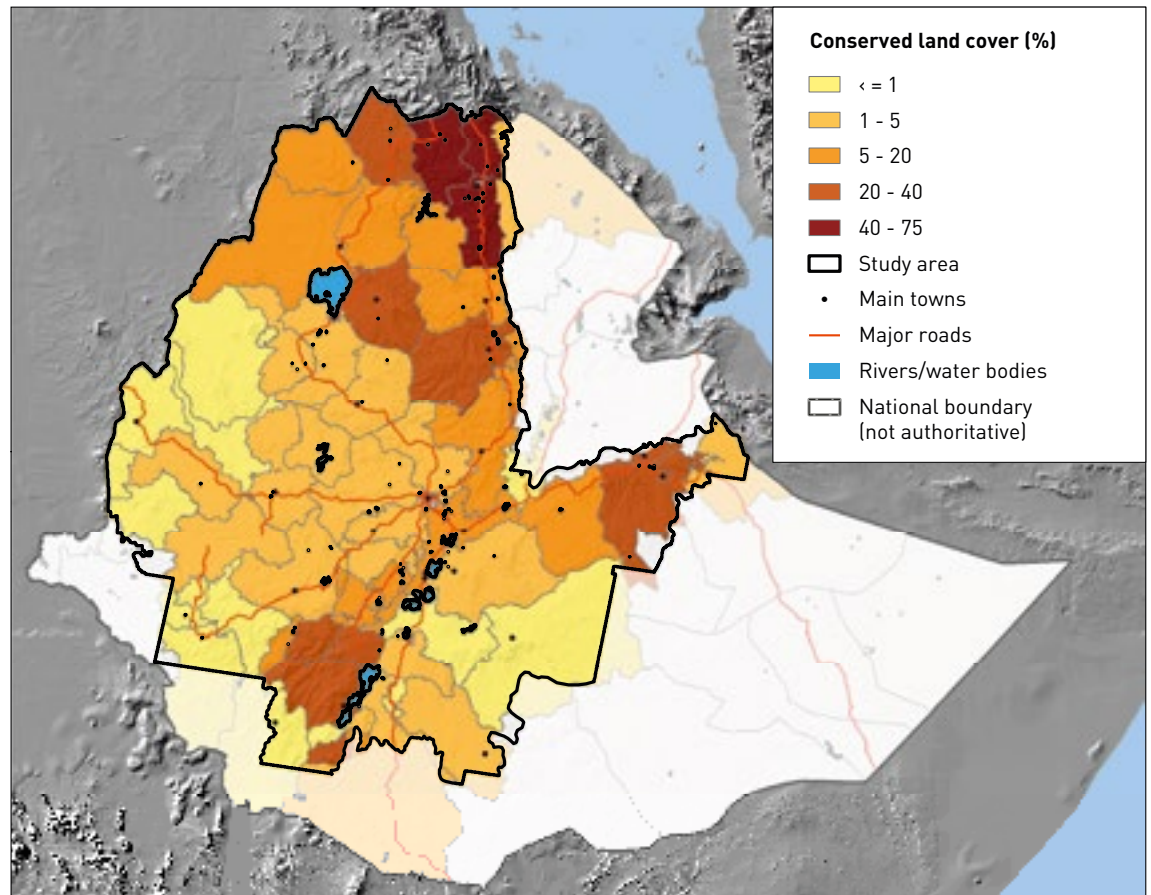 Conserved land cover (%)
< = 1
1 - 5
5 - 20
20 - 40
40 - 75
Study area
Main towns
Major roads
Rivers/water bodies
National boundary
(not authoritative)